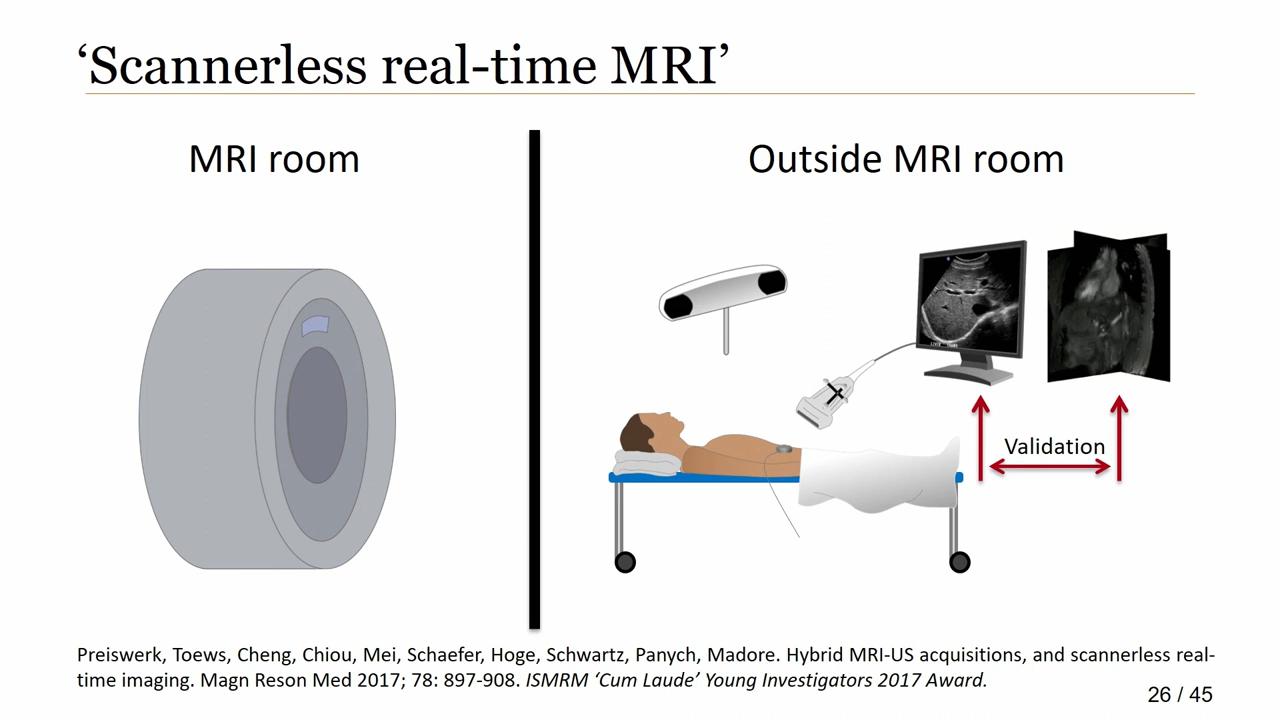 ‘Scannerless real-time MRI’
MRI room
Outside MRI room
Validation
Preiswerk, Toews, Cheng, Chiou, Mei, Schaefer, Hoge, Schwartz, Panych, Madore. Hybrid MRI-US acquisitions, and scannerless real-
time imaging. Magn Reson Med 2017; 78: 897-908. ISMRM ‘Cum Laude’ Young Investigators 2017 Award.
26 / 45